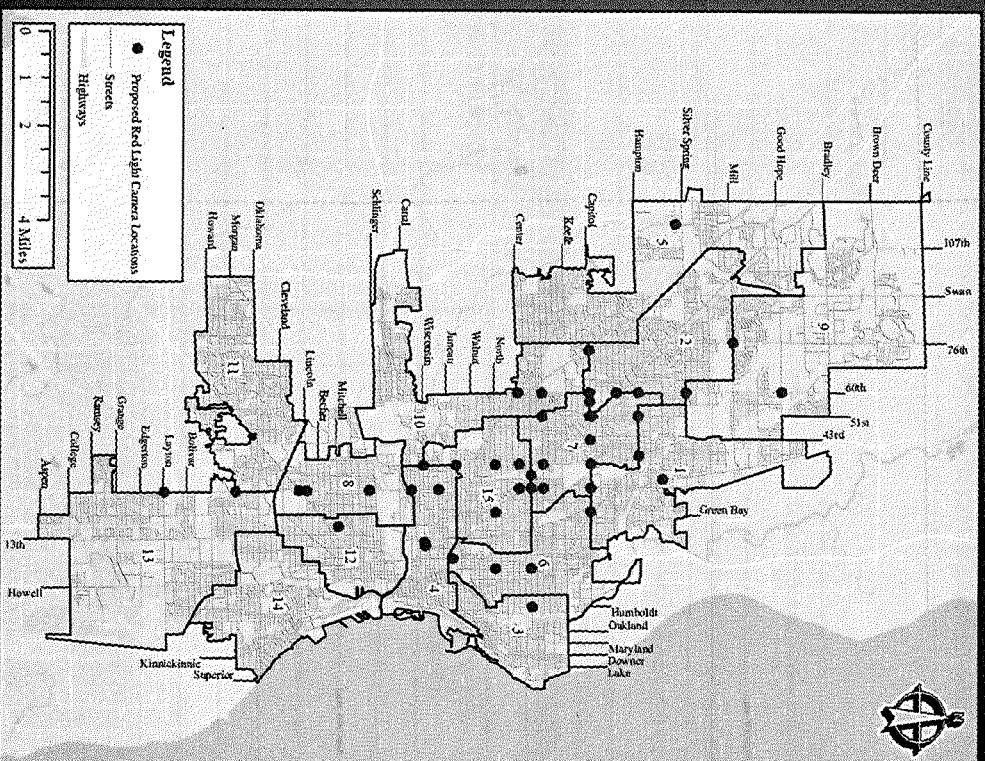 Legend
Proposed Red Light Camera Locations
Streets
Highways
0 1 2 4 Miles
County Line
Brown Deer
Bradley
Good Hope
Mill
Silver Spring
Hampton
Capitol
Keefe
Center
North
Walnut
Juneau
Wisconsin
Canal
Schlinger
Mitchell
Becher
Lincoln
Cleveland
Oklahoma
Morgan
Howard
Bolivar
Layton
Edgerton
Grange
Ramsey
College
107th
Swan
76th
60th
51st
43rd
Green Bay
Humboldt
Oakland
Maryland
Downer
Lake
13th
Howell
Kinnickinnic
Superior
1
2
3
4
5
6
7
8
9
10
11
12
13
14
15
N